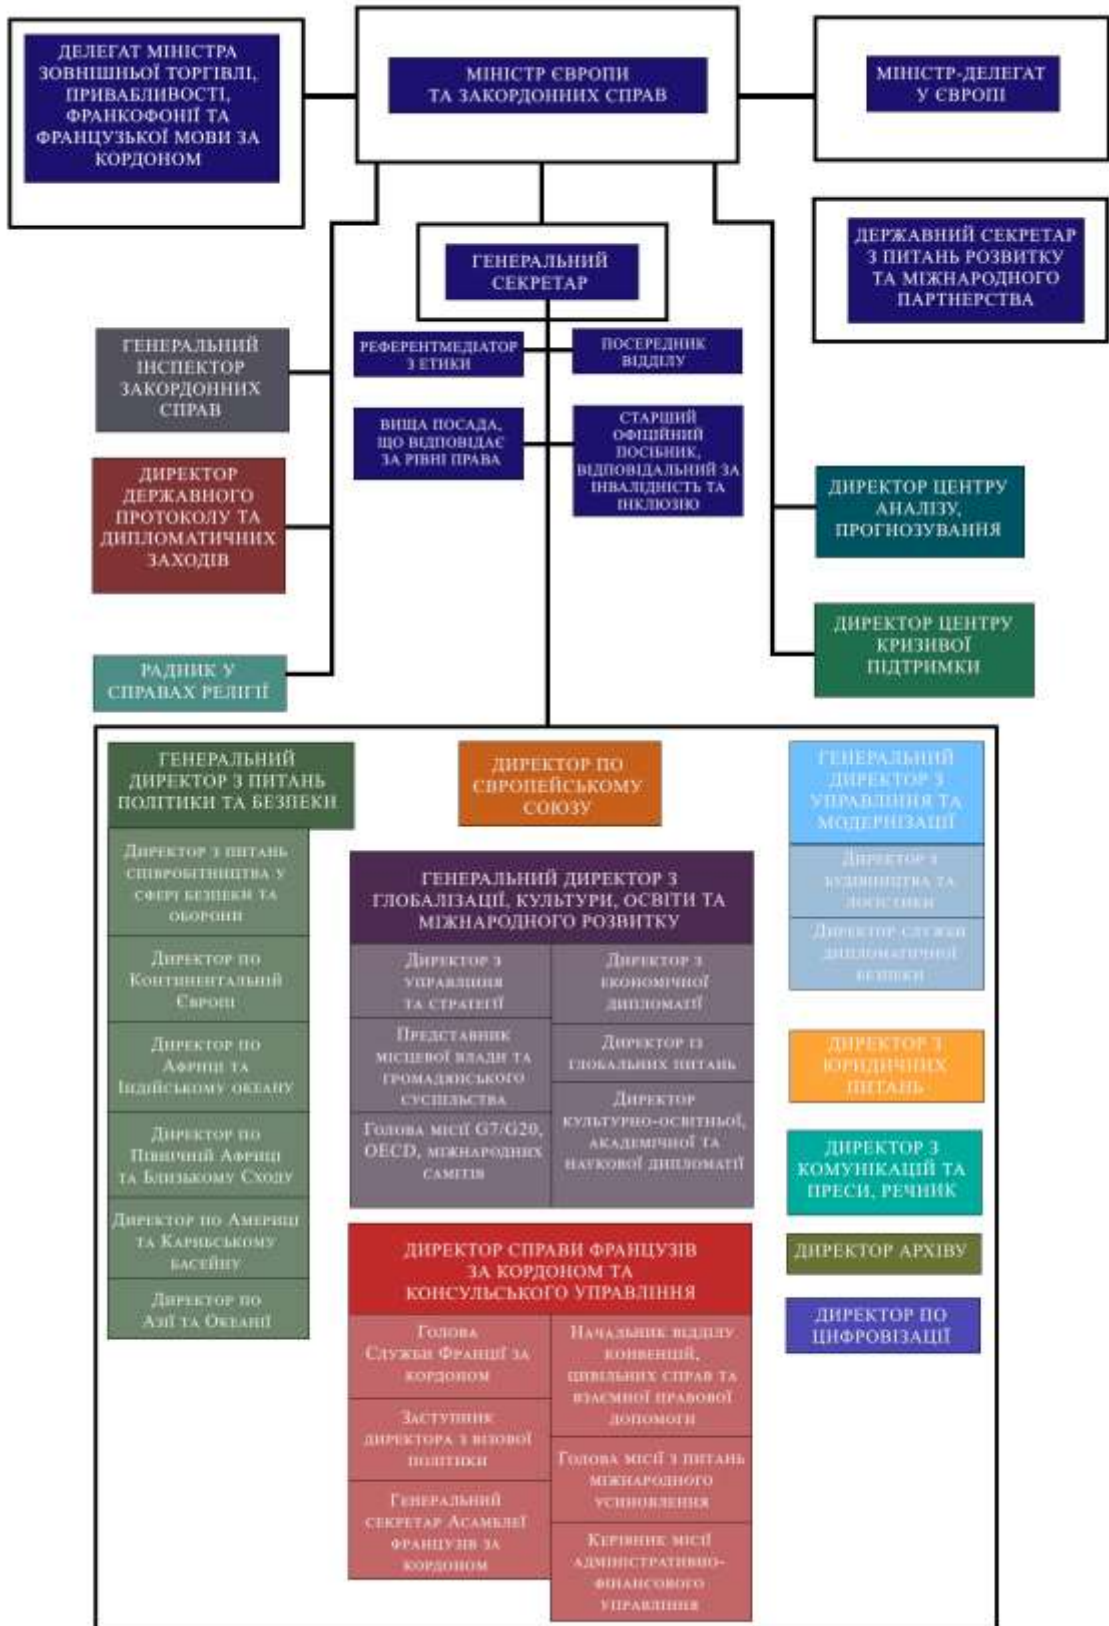 ДЕЛЕГАТ МІНІСТРА
ЗОВНІШНЬОЇ ТОРГІВЛІ,
ПРИВАБЛИВОСТІ,
ФРАНКОФОНІЇ ТА
ФРАНЦУЗЬКОЇ МОВИ ЗА
КОРДОНОМ
МІНІСТР ЄВРОПИ
ТА ЗАКОРДОННИХ СПРАВ
МІНІСТР-ДЕЛЕГАТ
У ЄВРОПІ
ДЕРЖАВНИЙ СЕКРЕТАР
З ПИТАНЬ РОЗВИТКУ
ТА МІЖНАРОДНОГО
ПАРТНЕРСТВА
ГЕНЕРАЛЬНИЙ
СЕКРЕТАР
ГЕНЕРАЛЬНИЙ
ІНСПЕКТОР
ЗАКОРДОННИХ
СПРАВ
РЕФЕРЕНТМЕДІАТОР
З ЕТИКИ
ПОСЕРЕДНИК
ВІДДІЛУ
ВИЩА ПОСАДА,
ЩО ВІДПОВІДАЄ
ЗА РІВНІ ПРАВА
СТАРШИЙ
ОФІЦІЙНИЙ
ПОСІБНИК,
ВІДПОВІДАЛЬНИЙ ЗА
ІНВАЛІДНІСТЬ ТА
ІНКЛЮЗІЮ
ДИРЕКТОР
ДЕРЖАВНОГО
ПРОТОКОЛУ ТА
ДИПЛОМАТИЧНИХ
ЗАХОДІВ
ДИРЕКТОР ЦЕНТРУ
АНАЛІЗУ,
ПРОГНОЗУВАННЯ
ДИРЕКТОР ЦЕНТРУ
КРИЗИВОЇ
ПІДТРИМКИ
РАДНИК У
СПРАВАХ РЕЛІГІЇ
ГЕНЕРАЛЬНИЙ
ДИРЕКТОР З ПИТАНЬ
ПОЛІТИКИ ТА БЕЗПЕКИ
ДИРЕКТОР З ПИТАНЬ
СПІВРОБІТНИЦТВА У
СФЕРІ БЕЗПЕКИ ТА
ОБОРОНИ
ДИРЕКТОР ПО
КОНТИНЕНТАЛЬНІЙ
ЄВРОПІ
ДИРЕКТОР ПО
АФРИЦІ ТА
ІНДІЙСЬКОМУ ОКЕАНУ
ДИРЕКТОР ПО
ПІВНІЧНІЙ АФРИЦІ
ТА БЛИЗЬКОМУ СХОДУ
ДИРЕКТОР ПО АМЕРИЦІ
ТА КАРИБСЬКОМУ
БАСЕЙНУ
ДИРЕКТОР ПО
АЗІЇ ТА ОКЕАНІЇ
ДИРЕКТОР ПО
ЄВРОПЕЙСЬКОМУ
СОЮЗУ
ГЕНЕРАЛЬНИЙ ДИРЕКТОР З
ГЛОБАЛІЗАЦІЇ, КУЛЬТУРИ, ОСВІТИ ТА
МІЖНАРОДНОГО РОЗВИТКУ
ДИРЕКТОР З
УПРАВЛІННЯ
ТА СТРАТЕГІЇ
ПРЕДСТАВНИК
МІСЦЕВОЇ ВЛАДИ ТА
ГРОМАДЯНСЬКОГО
СУСПІЛЬСТВА
ГОЛОВА МІСІЇ G7/G20,
OECD, МІЖНАРОДНИХ
САМІТІВ
ДИРЕКТОР З
ЕКОНОМІЧНОЇ
ДИПЛОМАТІЇ
ДИРЕКТОР ІЗ
ГЛОБАЛЬНИХ ПИТАНЬ
ДИРЕКТОР
КУЛЬТУРНО-ОСВІТНЬОЇ,
АКАДЕМІЧНОЇ ТА
НАУКОВОЇ ДИПЛОМАТІЇ
ДИРЕКТОР СПРАВИ ФРАНЦУЗІВ
ЗА КОРДОНОМ ТА
КОНСУЛЬСЬКОГО УПРАВЛІННЯ
ГОЛОВА
СЛУЖБИ ФРАНЦІЇ ЗА
КОРДОНОМ
ЗАСТУПНИК
ДИРЕКТОРА З ВІЗОВОЇ
ПОЛІТИКИ
ГЕНЕРАЛЬНИЙ
СЕКРЕТАР АСАМБЛЕЇ
ФРАНЦУЗІВ ЗА
КОРДОНОМ
НАЧАЛЬНИК ВІДДІЛУ
КОНВЕНЦІЙ,
ЦИВІЛЬНИХ СПРАВ ТА
ВЗАЄМНОЇ ПРАВОВОЇ
ДОПОМОГИ
ГОЛОВА МІСІЇ З ПИТАНЬ
МІЖНАРОДНОГО
УСИНОВЛЕННЯ
КЕРІВНИК МІСІЇ
АДМІНІСТРАТИВНО-
ФІНАНСОВОГО
УПРАВЛІННЯ
ГЕНЕРАЛЬНИЙ
ДИРЕКТОР З
УПРАВЛІННЯ ТА
МОДЕРНІЗАЦІЇ
ДИРЕКТОР З
БУДІВНИЦТВА ТА
ЛОГІСТИКИ
ДИРЕКТОР СЛУЖБИ
ДИПЛОМАТИЧНОЇ
БЕЗПЕКИ
ДИРЕКТОР З
ЮРИДИЧНИХ
ПИТАНЬ
ДИРЕКТОР З
КОМУНІКАЦІЙ ТА
ПРЕСИ, РЕЧНИК
ДИРЕКТОР АРХІВУ
ДИРЕКТОР ПО
ЦИФРОВІЗАЦІЇ